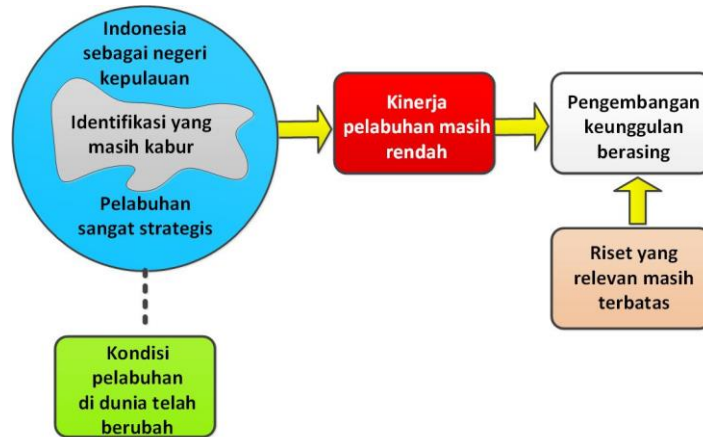 Indonesia
sebagai negeri
kepulauan
Identifikasi yang
masih kabur
Pelabuhan
sangat strategis
Kinerja
pelabuhan masih
rendah
Pengembangan
keunggulan
berasing
Riset yang
relevan masih
terbatas
Kondisi
pelabuhan
di dunia telah
berubah